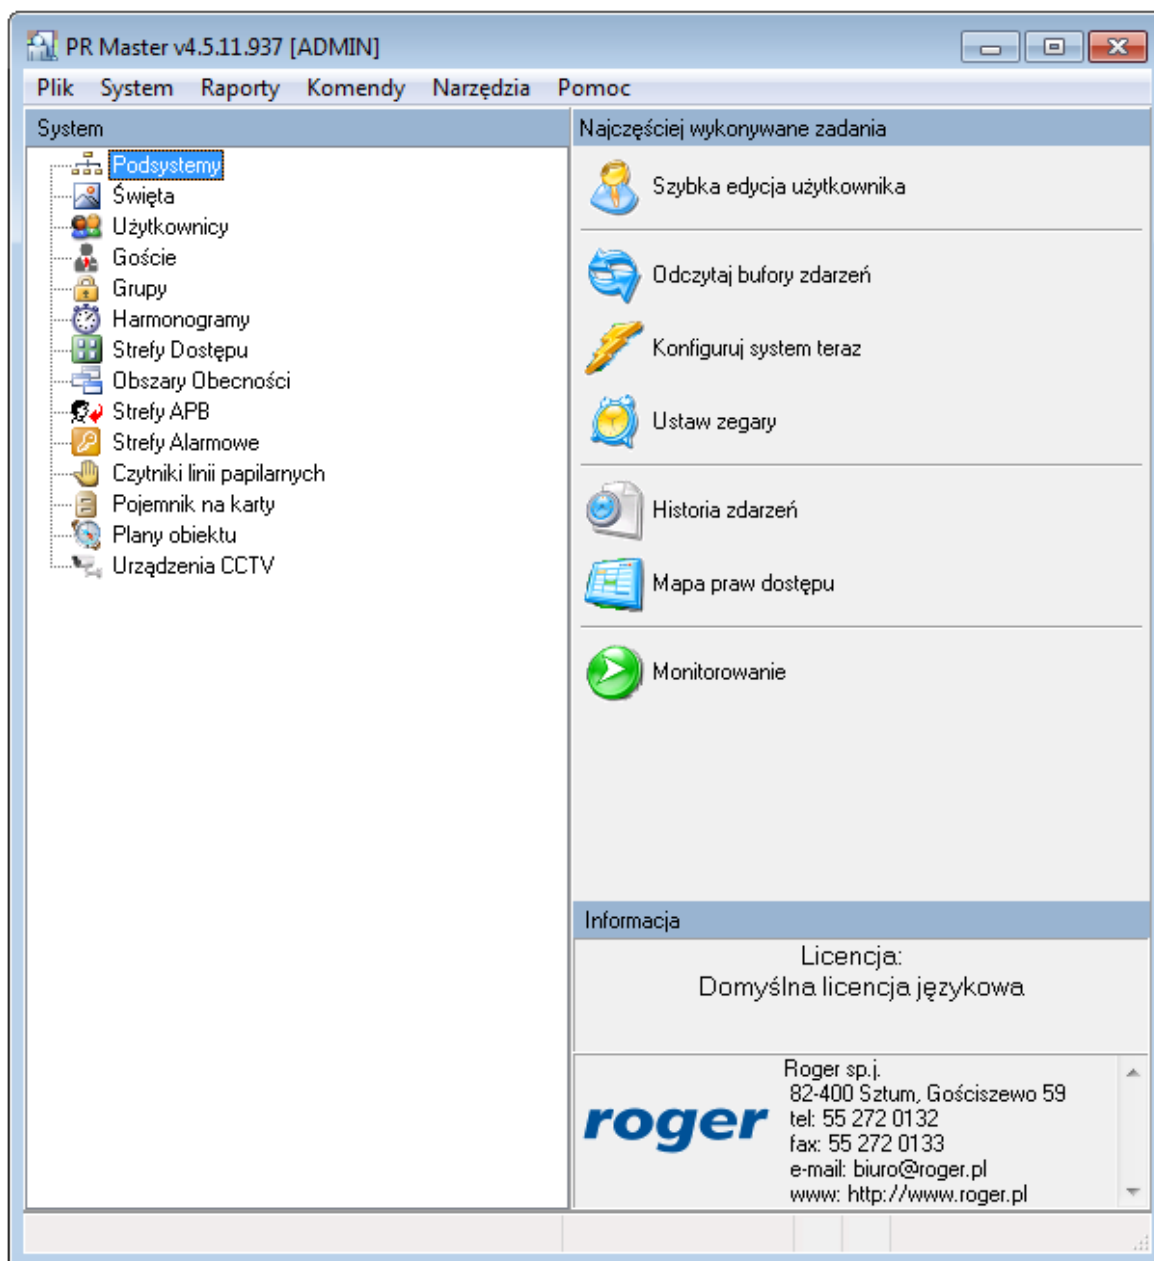 PR Master v4.5.11.937 [ADMIN]
Plik System Raporty Komendy Narzędzia Pomoc
System
Podsystemy
Święta
Użytkownicy
Goście
Grupy
Harmonogramy
Strefy Dostępu
Obszary Obecności
Strefy APB
Strefy Alarmowe
Czytniki linii papilarnych
Pojemnik na karty
Plany obiektu
Urządzenia CCTV
Najczęściej wykonywane zadania
Szybka edycja użytkownika
Odczytaj bufory zdarzeń
Konfiguruj system teraz
Ustaw zegary
Historia zdarzeń
Mapa praw dostępu
Monitorowanie
Informacja
Licencja:
Domyślna licencja językowa
roger
Roger sp.j.
82-400 Sztum, Gościszewo 59
tel: 55 272 0132
fax: 55 272 0133
e-mail: biuro@roger.pl
www: http://www.roger.pl